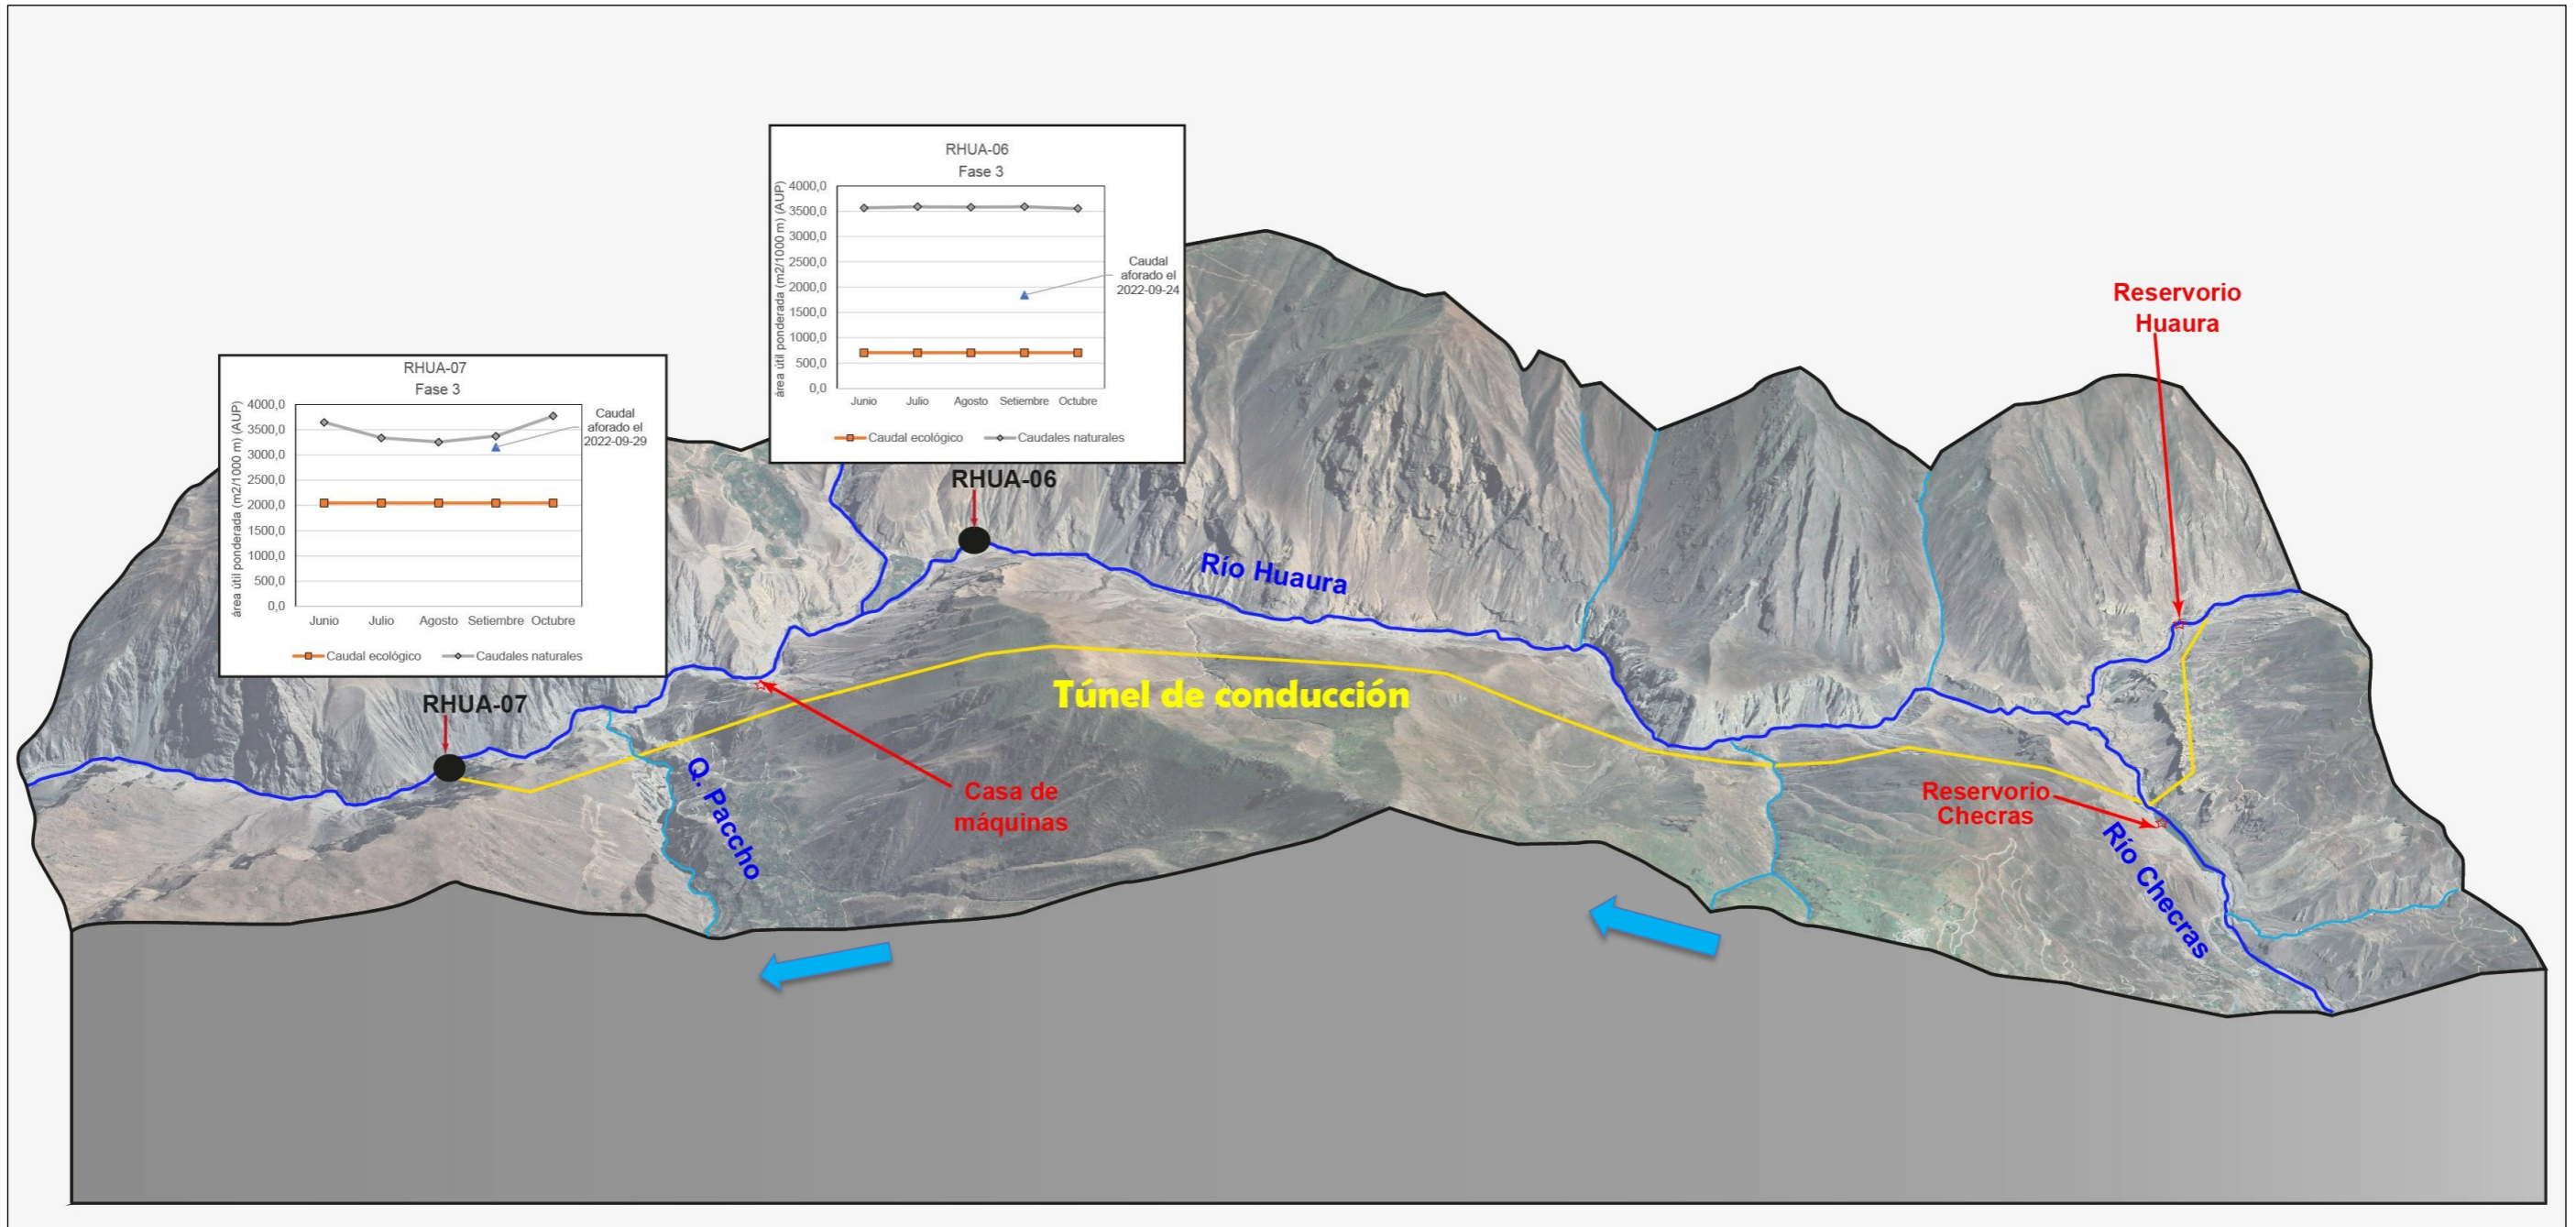 RHUA-06
Fase 3
área útil ponderada (m2/1000 m) (AUP)
4000,0
3500,0
3000,0
2500,0
2000,0
1500,0
1000,0
500,0
0,0
Junio Julio Agosto Setiembre Octubre
Caudal
aforado el
2022-09-24
Caudal ecológico Caudales naturales
RHUA-06
RHUA-07
Fase 3
área útil ponderada (m2/1000 m) (AUP)
4000,0
3500,0
3000,0
2500,0
2000,0
1500,0
1000,0
500,0
0,0
Junio Julio Agosto Setiembre Octubre
Caudal
aforado el
2022-09-29
Caudal ecológico Caudales naturales
RHUA-07
Reservorio
Huaura
Río Huaura
Túnel de conducción
Q. Paccho
Casa de
máquinas
Reservorio
Checras
Río Checras